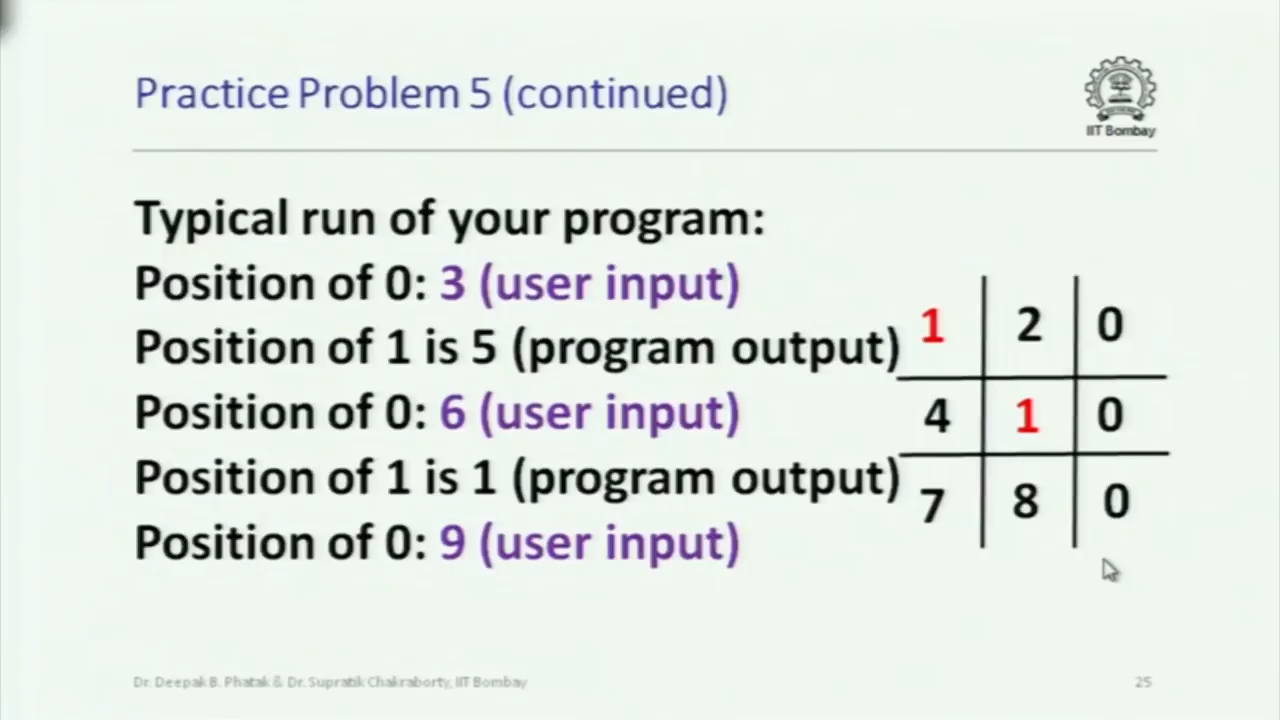 Practice Problem 5 (continued)
IIT Bombay
Typical run of your program:
Position of 0: 3 (user input)
Position of 1 is 5 (program output)
Position of 0: 6 (user input)
Position of 1 is 1 (program output)
Position of 0: 9 (user input)
1 2 0
4 1 0
7 8 0
Dr. Deepak B. Phatak & Dr. Supratik Chakraborty, IIT Bombay
25